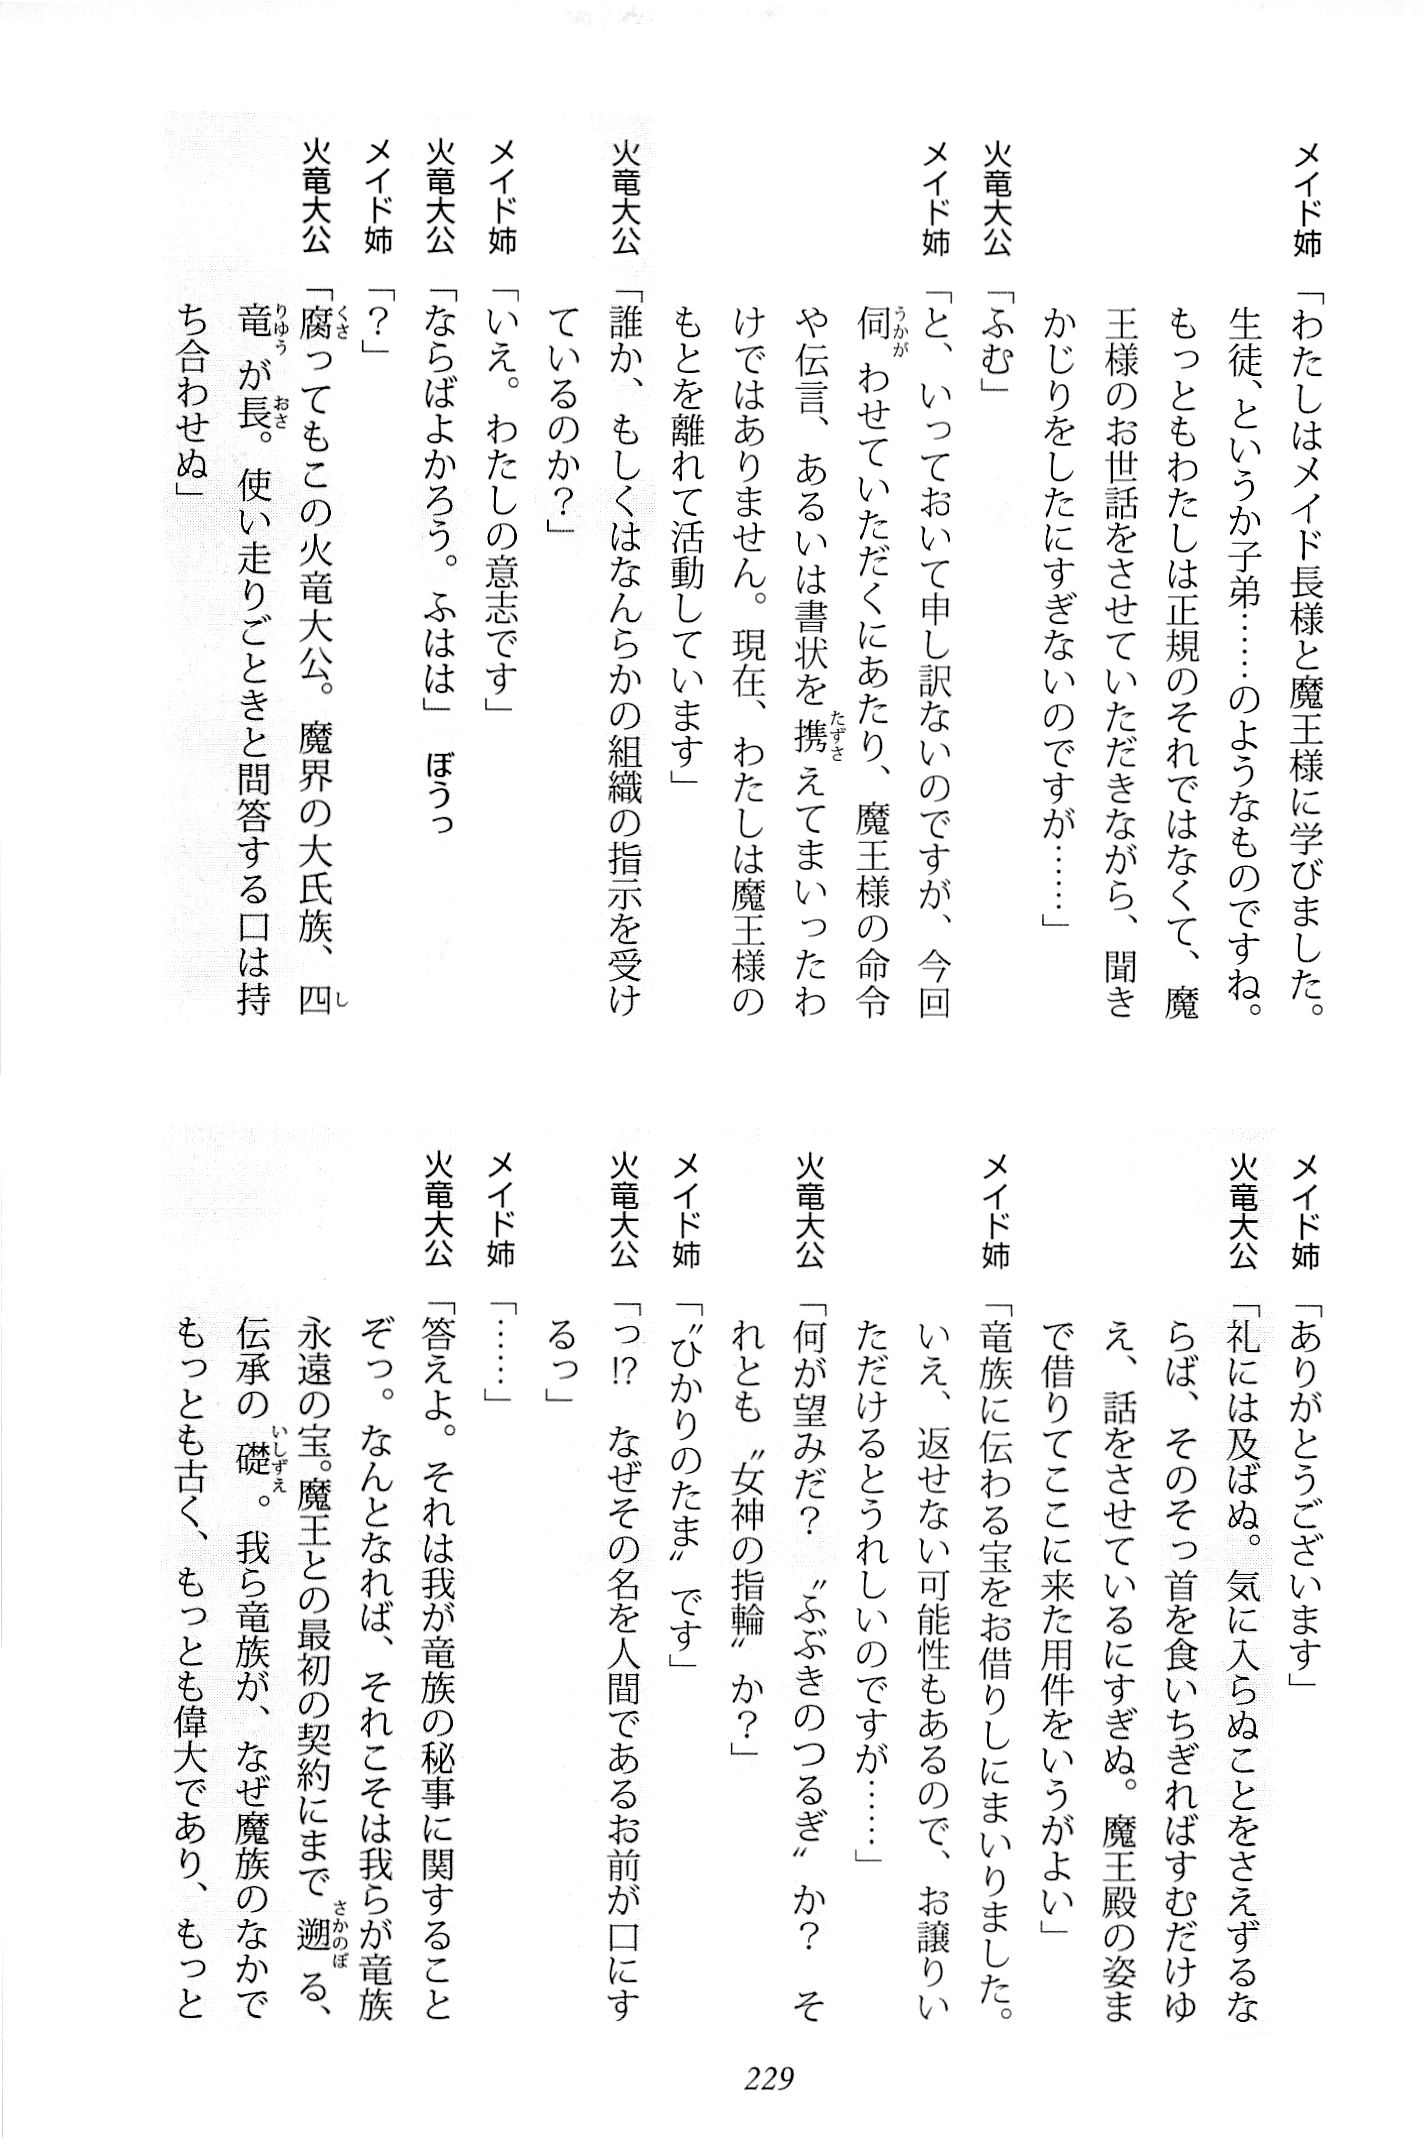 メイド姉「わたしはメイド長様と魔王様に学びました。
生徒、というか子弟……のようなものですね。
もっともわたしは正規のそれではなくて、魔
王様のお世話をさせていただきながら、聞き
かじりをしたにすぎないのですが……」
火竜大公「ふむ」
メイド姉「と、いっておいて申し訳ないのですが、今回
伺わせていただくにあたり、魔王様の命令
や伝言、あるいは書状を携えてまいったわ
けではありません。現在、わたしは魔王様の
もとを離れて活動しています」
火竜大公「誰か、もしくはなんらかの組織の指示を受け
ているのか？」
メイド姉「いえ。わたしの意志です」
火竜大公「ならばよかろう。ふはは」ぼうっ
メイド姉「？」
火竜大公「腐ってもこの火竜大公。魔界の大氏族、四
竜が長。使い走りごときと問答する口は持
ち合わせぬ」
メイド姉「ありがとうございます」
火竜大公「礼には及ばぬ。気に入らぬことをさえずるな
らば、そのそっ首を食いちぎればすむだけゆ
え、話をさせているにすぎぬ。魔王殿の姿ま
で借りてここに来た用件をいうがよい」
メイド姉「竜族に伝わる宝をお借りしにまいりました。
いえ、返せない可能性もあるので、お譲りい
ただけるとうれしいのですが……」
火竜大公「何が望みだ？　〝ふぶきのつるぎ〟か？　そ
れとも〝女神の指輪〟か？」
メイド姉「〝ひかりのたま〟です」
火竜大公「っ!?　なぜその名を人間であるお前が口にす
るっ」
メイド姉「……」
火竜大公「答えよ。それは我が竜族の秘事に関すること
ぞっ。なんとなれば、それこそは我らが竜族
永遠の宝。魔王との最初の契約にまで遡る、
伝承の礎。我ら竜族が、なぜ魔族のなかで
もっとも古く、もっとも偉大であり、もっと
229